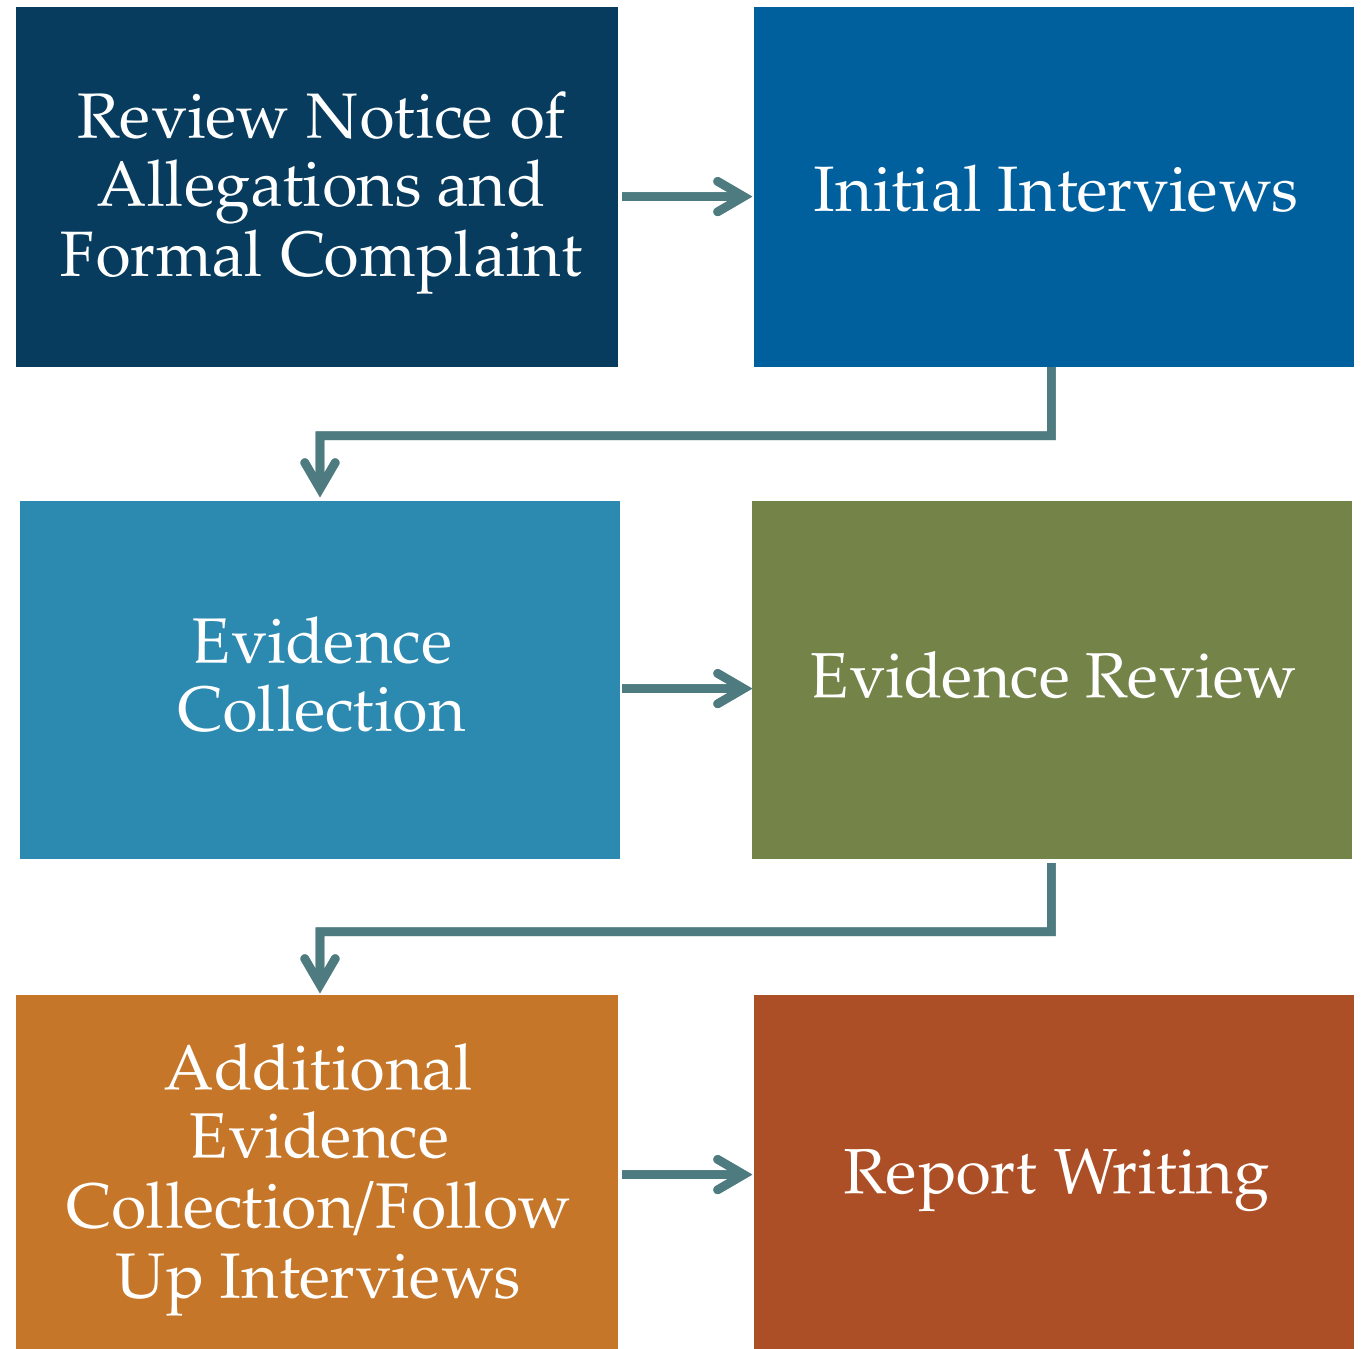 Review Notice of
Allegations and
Formal Complaint
Initial Interviews
Evidence
Collection
Evidence Review
Additional
Evidence
Collection/Follow
Up Interviews
Report Writing